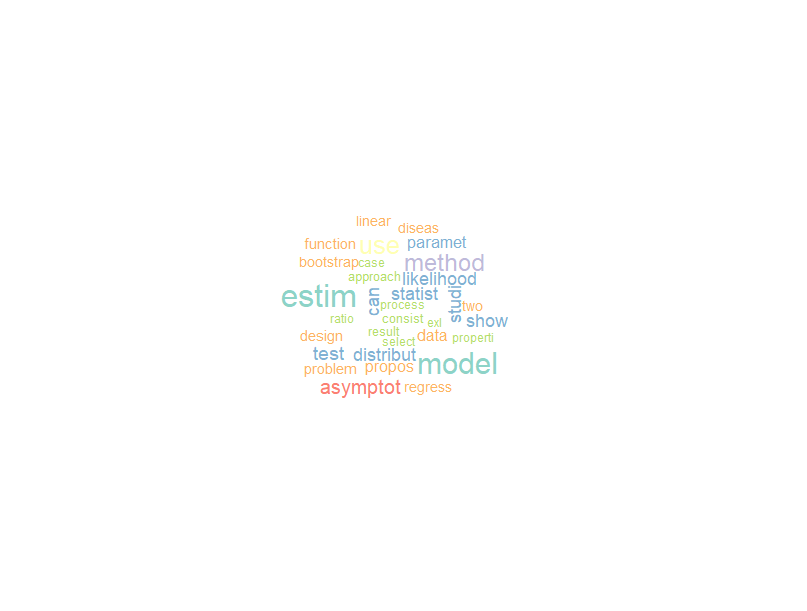 linear
diseas
function
use
paramet
bootstrap
case
method
approach
likelihood
estim
can
statist
studi
process
two
ratio
consist
exl
show
design
result
select
data
properti
test
distribut
problem
propos
model
asymptot
regress